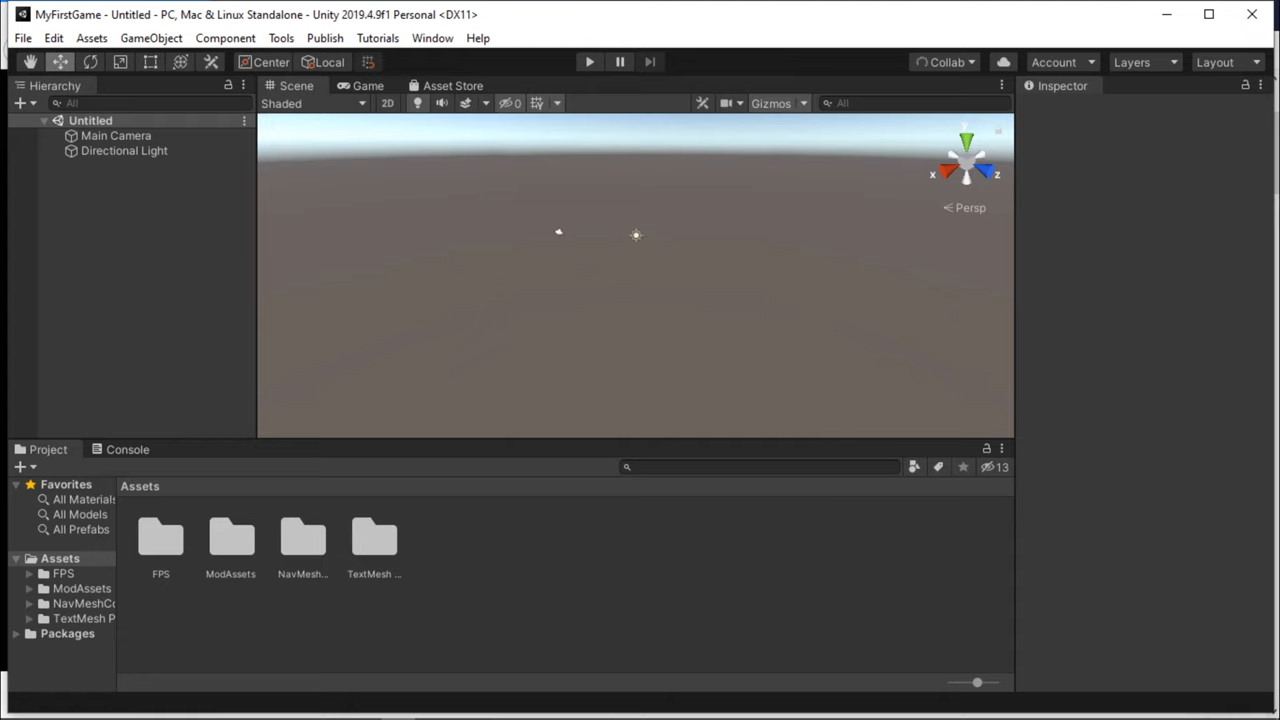 MyFirstGame - Untitled - PC, Mac & Linux Standalone - Unity 2019.4.9f1 Personal <DX11>
File Edit Assets GameObject Component Tools Publish Tutorials Window Help
Center Local Collab Account Layers Layout
Hierarchy Scene Game Asset Store Inspector
All Shaded 2D 0 Gizmos All
Untitled
Main Camera
Directional Light
y
x z
Persp
Project Console
13
Favorites Assets
All Materials
All Models
All Prefabs
Assets
FPS FPS ModAssets NavMesh... TextMesh ...
ModAssets
NavMeshCo
TextMesh P
Packages